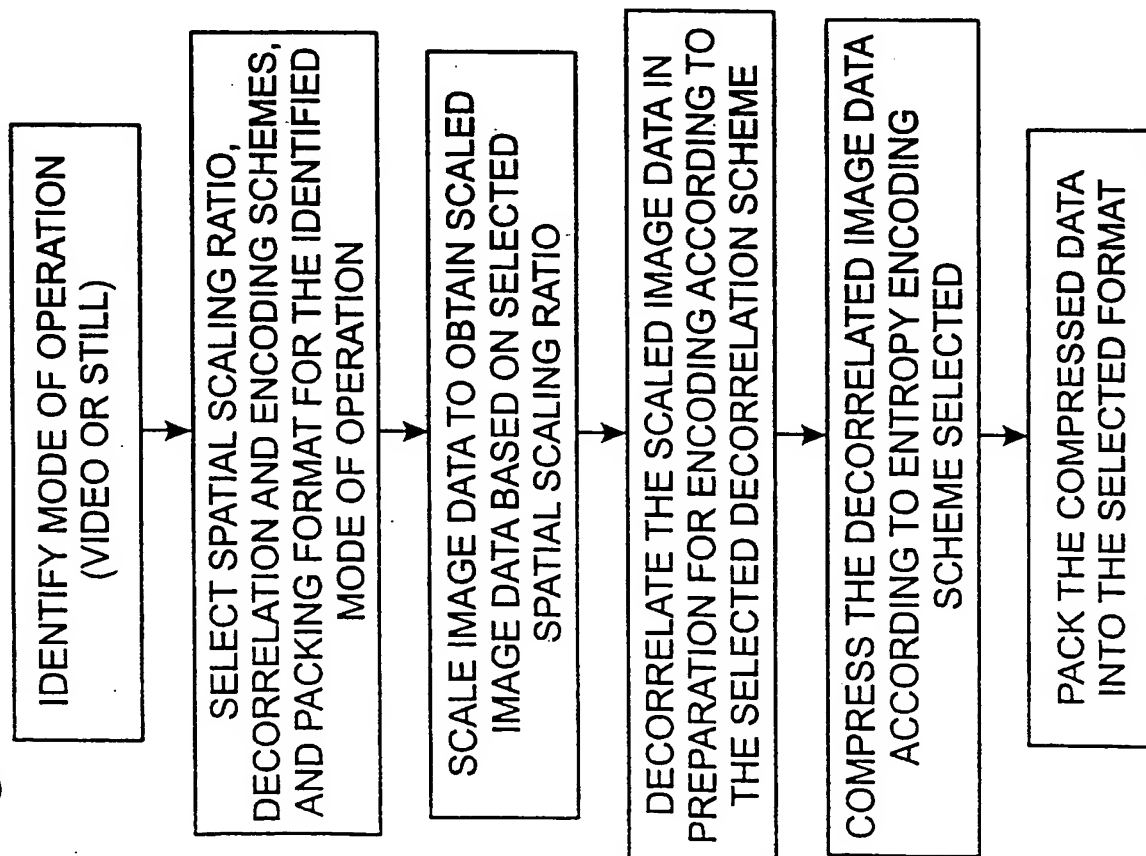 IDENTIFY MODE OF OPERATION
(VIDEO OR STILL)
SELECT SPATIAL SCALING RATIO,
DECORRELATION AND ENCODING SCHEMES,
AND PACKING FORMAT FOR THE IDENTIFIED
MODE OF OPERATION
SCALE IMAGE DATA TO OBTAIN SCALED
IMAGE DATA BASED ON SELECTED
SPATIAL SCALING RATIO
DECORRELATE THE SCALED IMAGE DATA IN
PREPARATION FOR ENCODING ACCORDING TO
THE SELECTED DECORRELATION SCHEME
COMPRESS THE DECORRELATED IMAGE DATA
ACCORDING TO ENTROPY ENCODING
SCHEME SELECTED
PACK THE COMPRESSED DATA
INTO THE SELECTED FORMAT